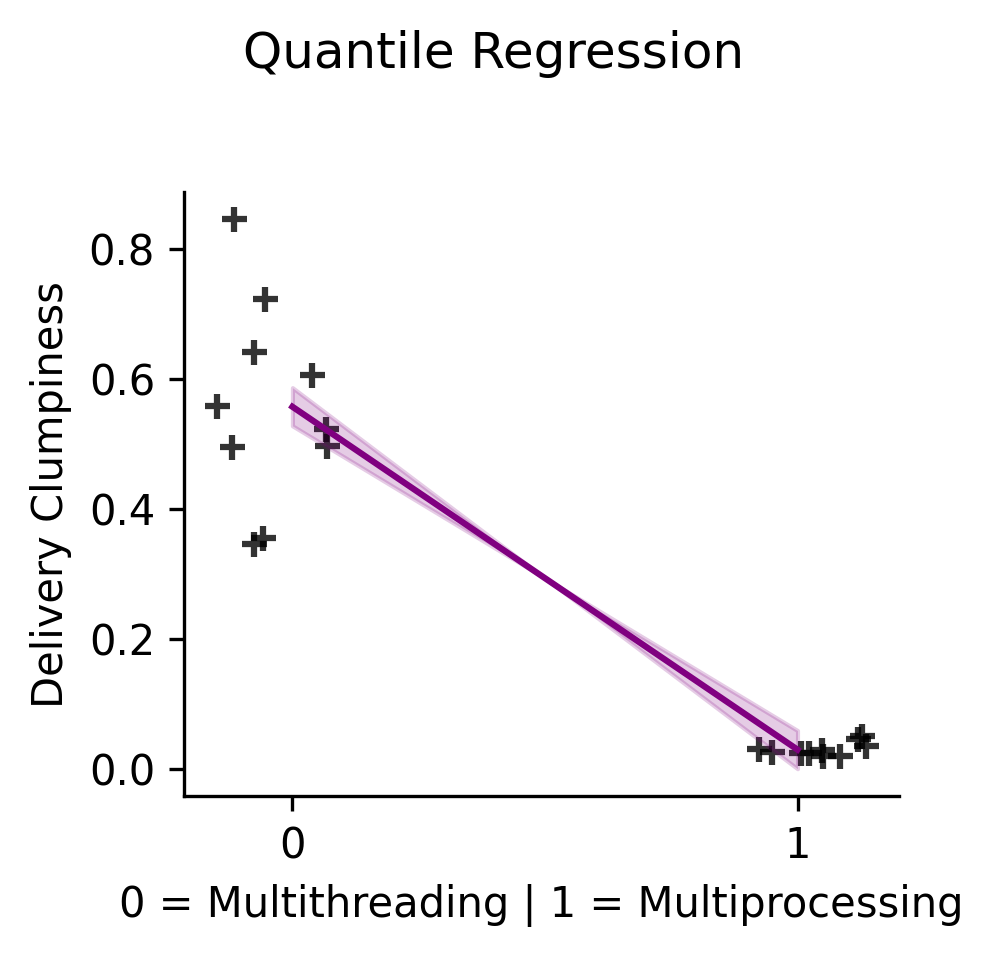 Quantile Regression
Delivery Clumpiness
0.8
0.6
0.4
0.2
0.0
0 1
0 = Multithreading | 1 = Multiprocessing